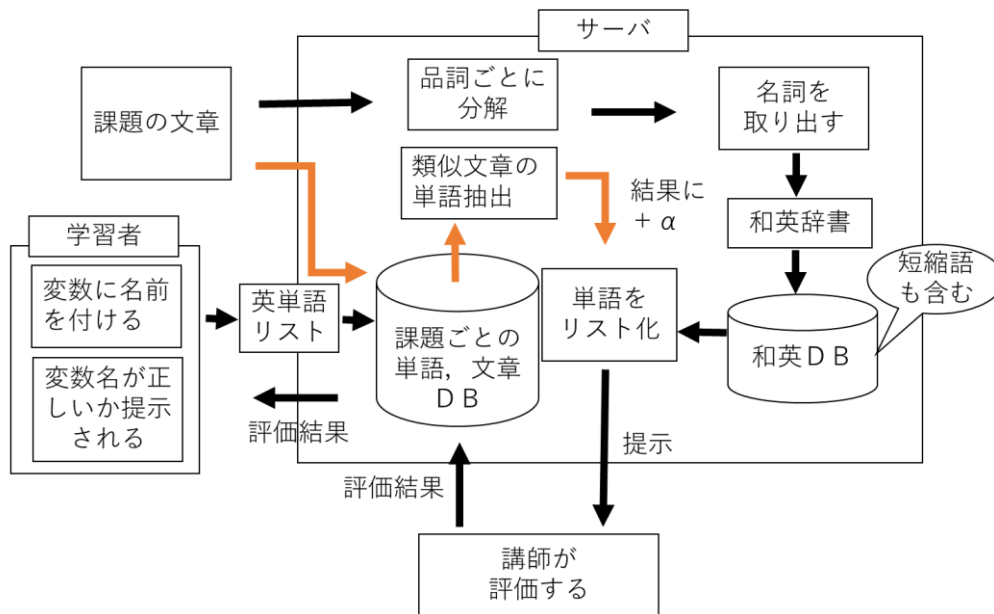 サーバ
課題の文章
品詞ごとに
分解
名詞を
取り出す
類似文章の
単語抽出
結果に
+ α
和英辞書
短縮語
も含む
学習者
変数に名前
を付ける
変数名が正
しいか提示
される
英単語
リスト
課題ごとの
単語，文章
ＤＢ
単語を
リスト化
和英ＤＢ
評価結果
評価結果
提示
講師が
評価する